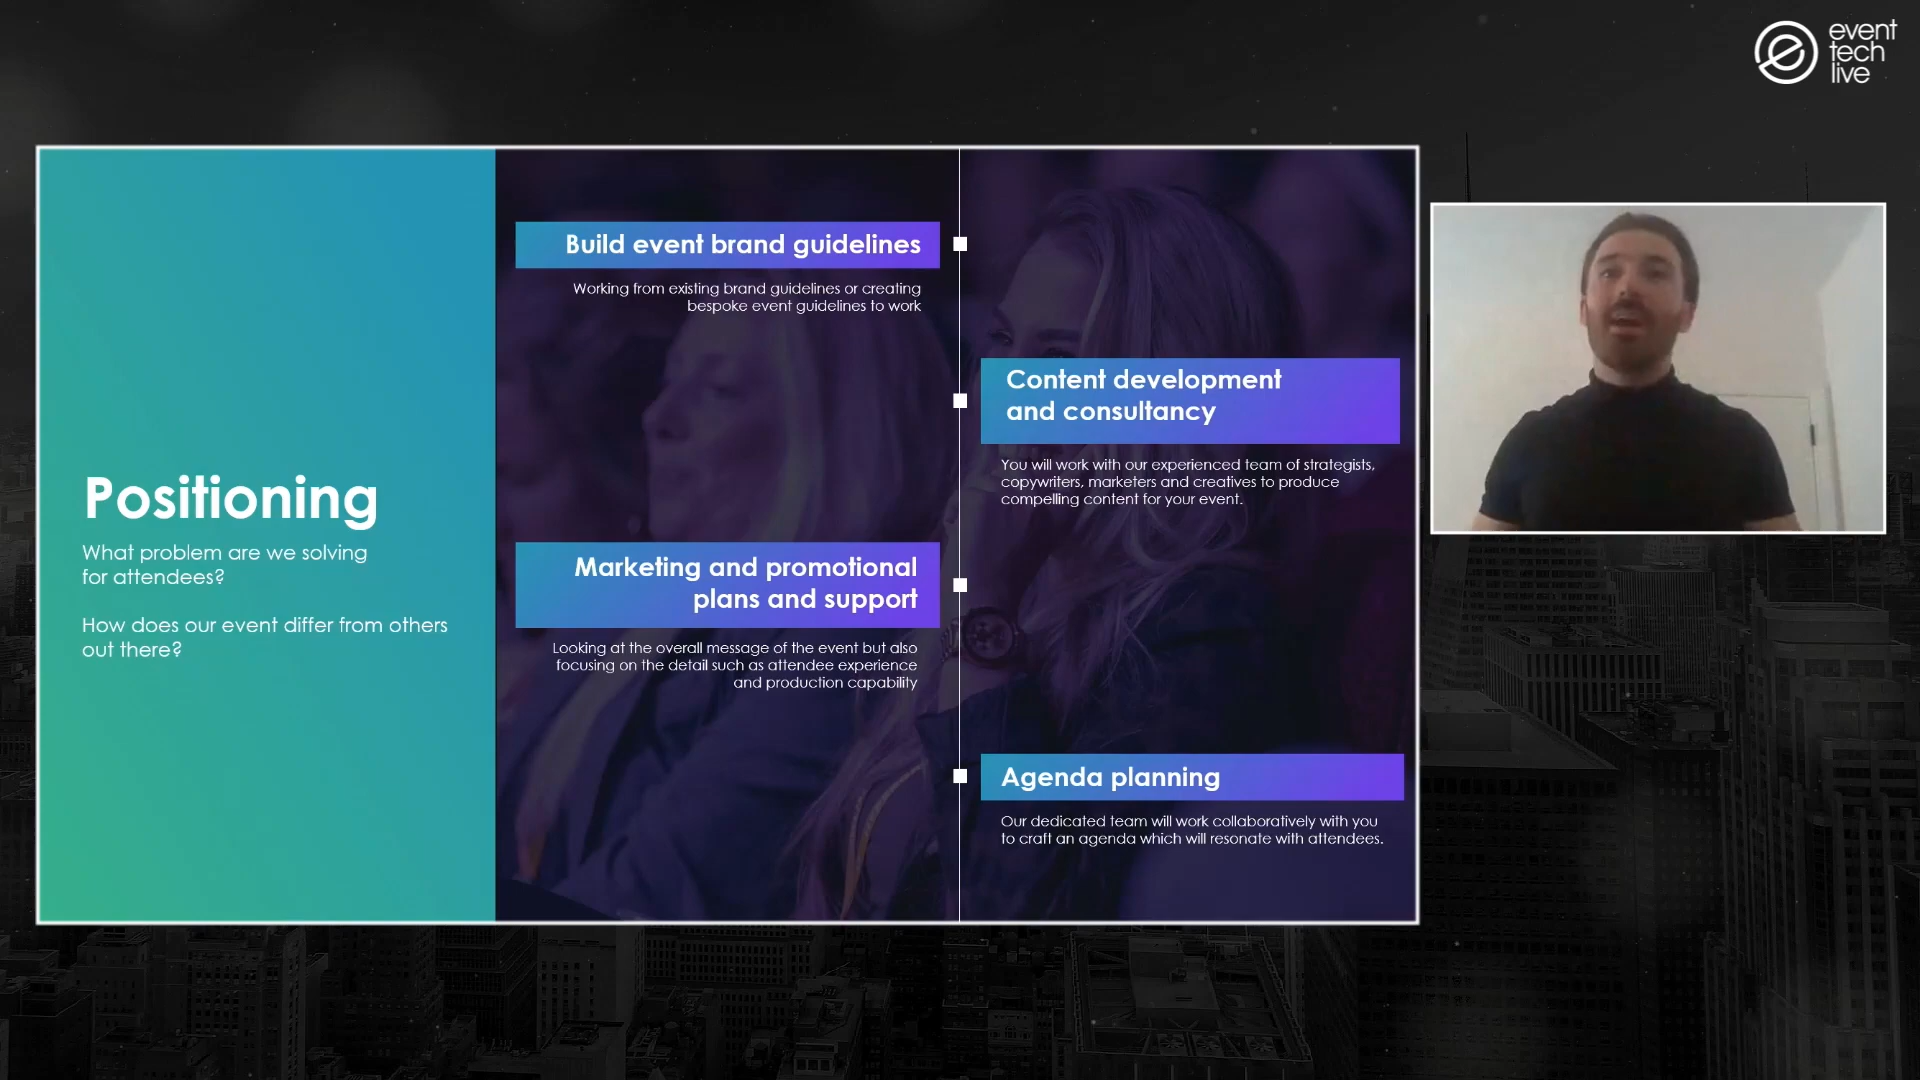 event
tech
live
Positioning
What problem are we solving
for attendees?
How does our event differ from others
out there?
Build event brand guidelines
Working from existing brand guidelines or creating
bespoke event guidelines to work
Content development
and consultancy
You will work with our experienced team of strategists,
copywriters, marketers and creatives to produce
compelling content for your event.
Marketing and promotional
plans and support
Looking at the overall message of the event but also
focusing on the detail such as attendee experience
and production capability
Agenda planning
Our dedicated team will work collaboratively with you
to craft an agenda which will resonate with attendees.